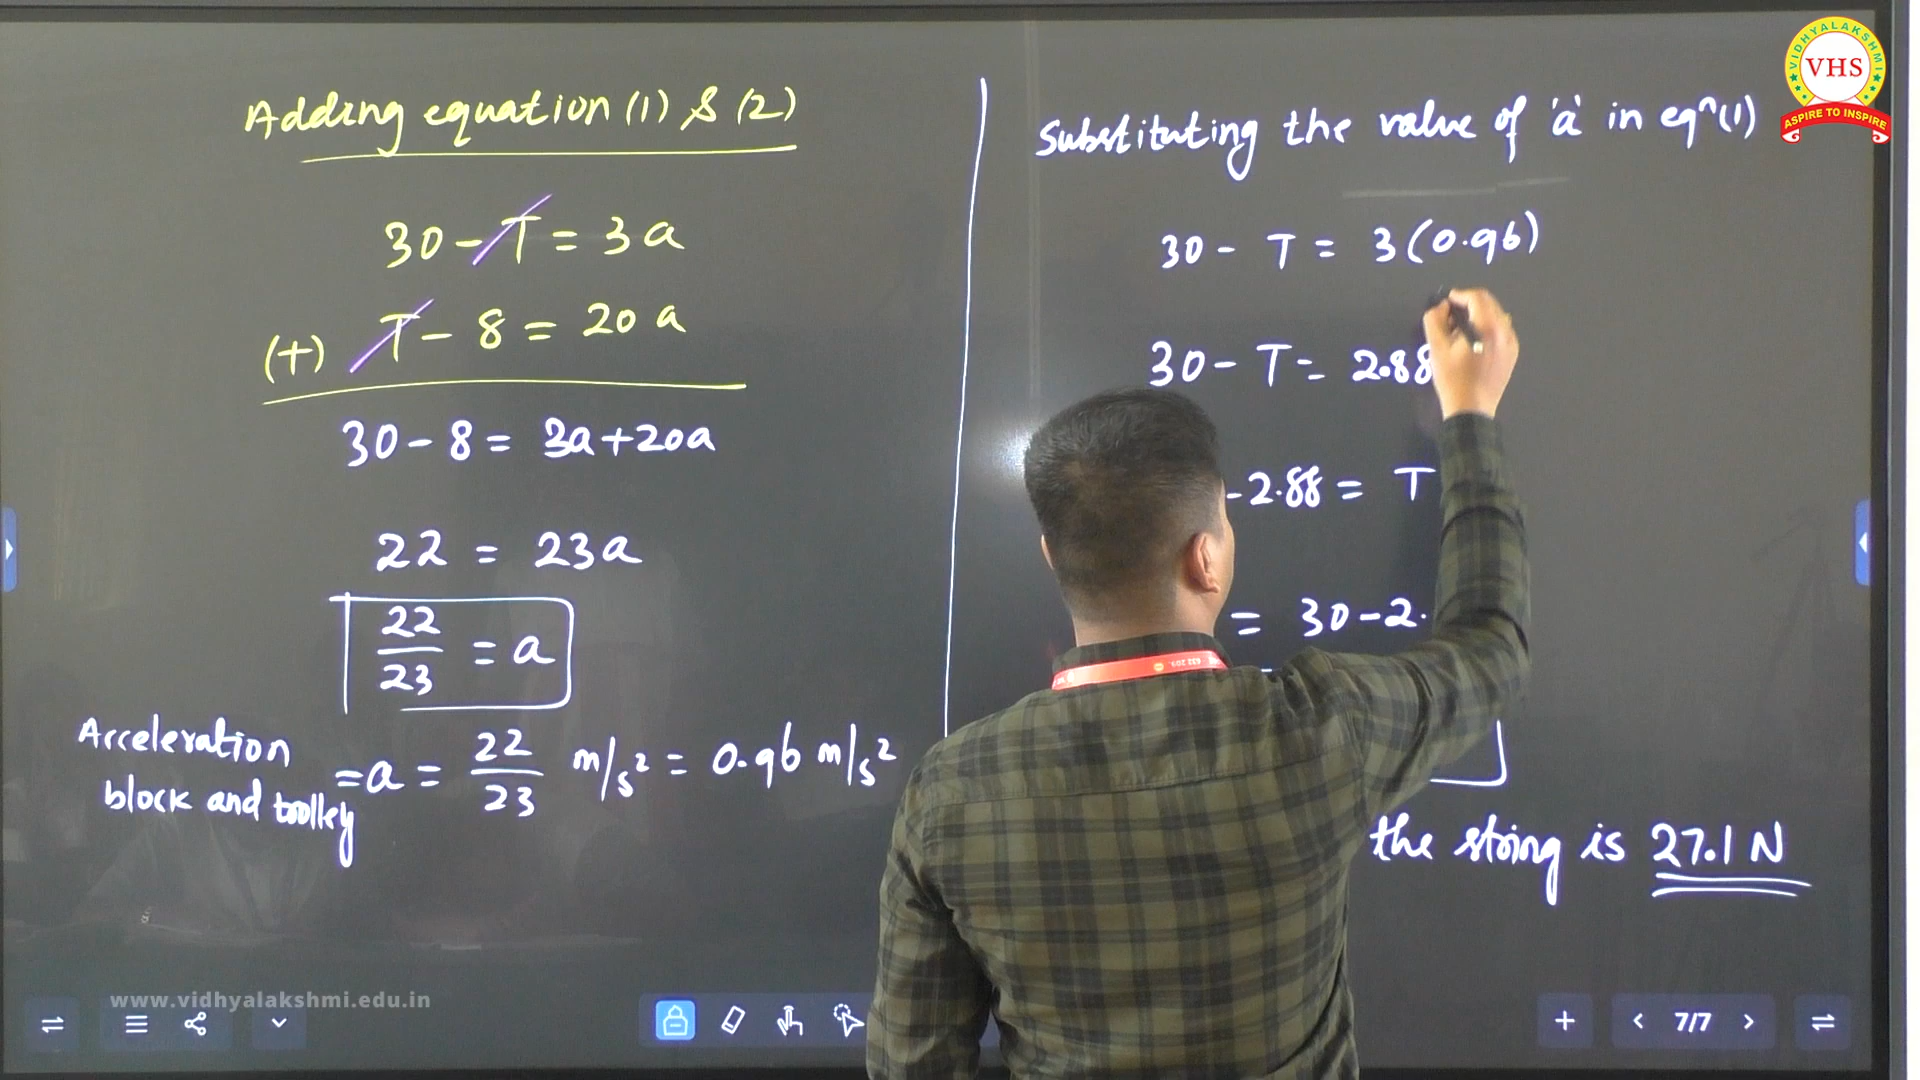 Adding equation (1) & (2)
30 - T = 3a
(+) T - 8 = 20 a
30 - 8 = 3a + 20a
22 = 23a
22/23 = a
Acceleration
block and trolley = a = 22/23 m/s² = 0.96 m/s²
Substituting the value of 'a' in eqⁿ (1)
30 - T = 3 (0.96)
30 - T = 2.88
- 2.88 = T
= 30 - 2.
the string is 27.1 N
VIDHYALAKSHMI
VHS
ASPIRE TO INSPIRE
www.vidhyalakshmi.edu.in
7/7